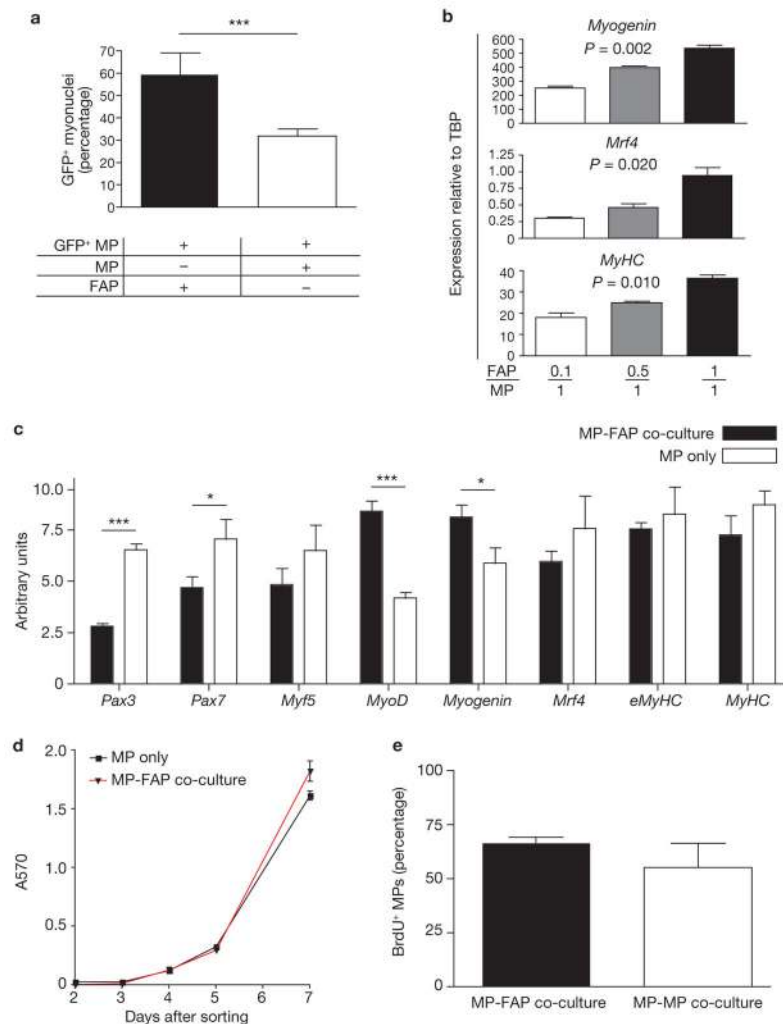 a
***
GFP⁺ myonuclei
(percentage)
70
60
50
40
30
20
10
0
GFP⁺ MP + +
MP – +
FAP + –
b
Expression relative to TBP
Myogenin
P = 0.002
600
500
400
300
200
100
0
Mrf4
P = 0.020
1.25
1.00
0.75
0.50
0.25
0
MyHC
P = 0.010
40
30
20
10
0
FAP 0.1 0.5 1
MP 1 1 1
c
MP-FAP co-culture
MP only
Arbitrary units
10.0
7.5
5.0
2.5
0
*** * *** *
Pax3 Pax7 Myf5 MyoD Myogenin Mrf4 eMyHC MyHC
d
MP only
MP-FAP co-culture
A570
2.0
1.5
1.0
0.5
0
2 3 4 5 6 7
Days after sorting
e
BrdU⁺ MPs (percentage)
100
75
50
25
0
MP-FAP co-culture MP-MP co-culture